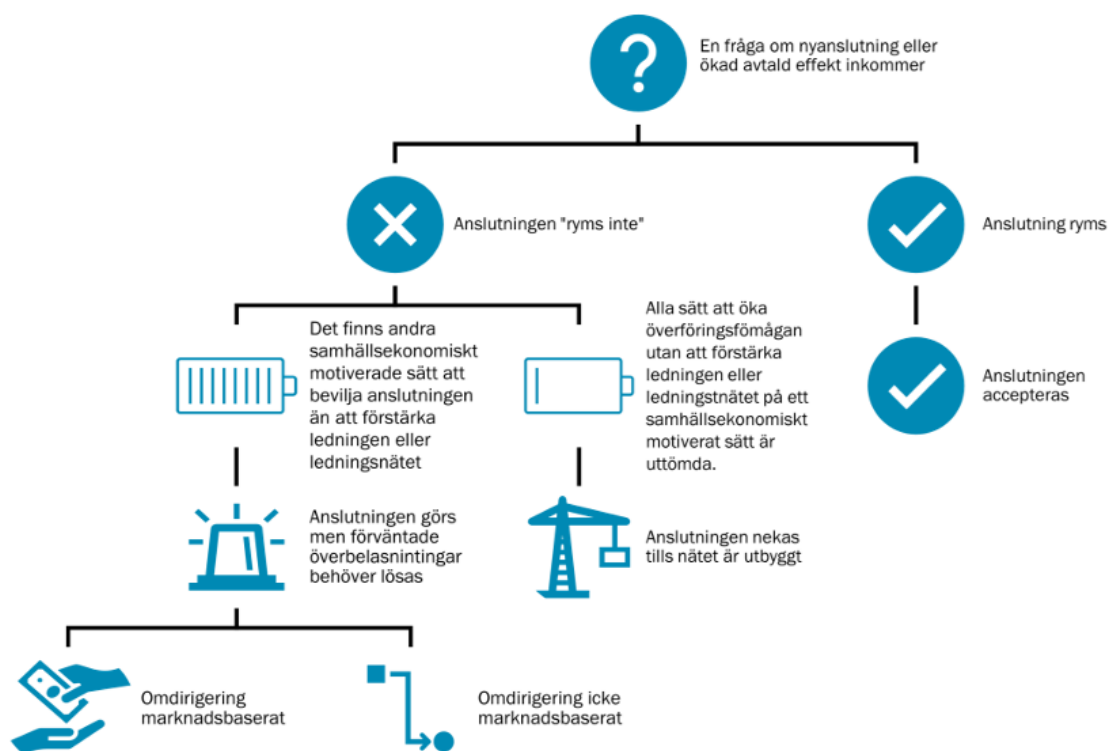 En fråga om nyanslutning eller
ökad avtald effekt inkommer
Anslutningen "ryms inte"
Anslutning ryms
Det finns andra
samhällsekonomiskt
motiverade sätt att
bevilja anslutningen
än att förstärka
ledningen eller
ledningsnätet
Alla sätt att öka
överföringsfömågan
utan att förstärka
ledningen eller
ledningstnätet på ett
samhällsekonomiskt
motiverat sätt är
uttömda.
Anslutningen
accepteras
Anslutningen görs
men förväntade
överbelasnintingar
behöver lösas
Anslutningen nekas
tills nätet är utbyggt
Omdirigering
marknadsbaserat
Omdirigering icke
marknadsbaserat